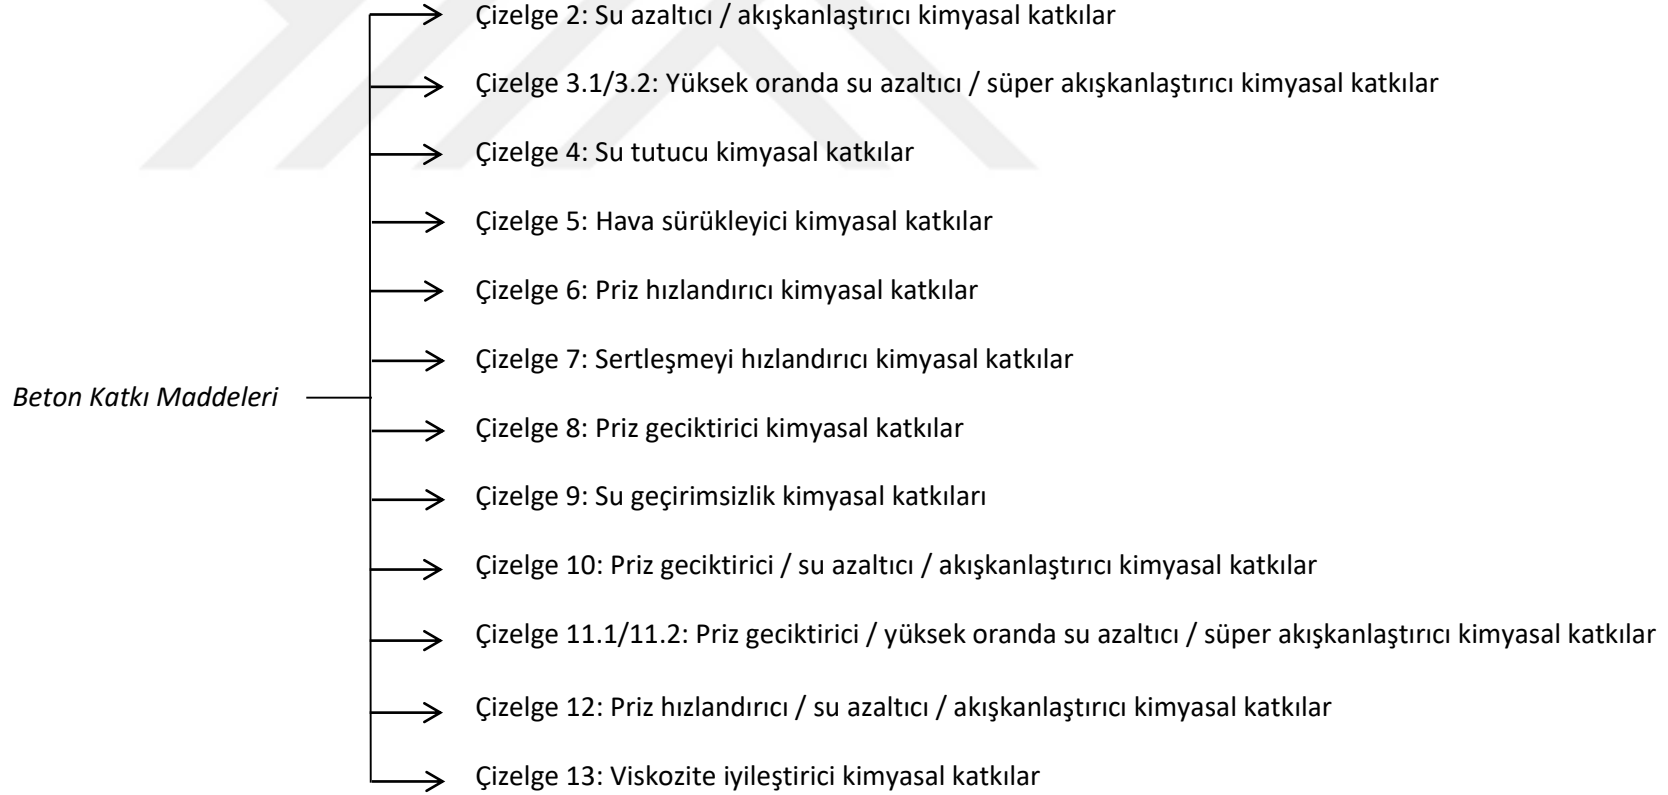 Çizelge 2: Su azaltıcı / akışkanlaştırıcı kimyasal katkılar
Çizelge 3.1/3.2: Yüksek oranda su azaltıcı / süper akışkanlaştırıcı kimyasal katkılar
Çizelge 4: Su tutucu kimyasal katkılar
Çizelge 5: Hava sürükleyici kimyasal katkılar
Çizelge 6: Priz hızlandırıcı kimyasal katkılar
Çizelge 7: Sertleşmeyi hızlandırıcı kimyasal katkılar
Beton Katkı Maddeleri
Çizelge 8: Priz geciktirici kimyasal katkılar
Çizelge 9: Su geçirimsizlik kimyasal katkıları
Çizelge 10: Priz geciktirici / su azaltıcı / akışkanlaştırıcı kimyasal katkılar
Çizelge 11.1/11.2: Priz geciktirici / yüksek oranda su azaltıcı / süper akışkanlaştırıcı kimyasal katkılar
Çizelge 12: Priz hızlandırıcı / su azaltıcı / akışkanlaştırıcı kimyasal katkılar
Çizelge 13: Viskozite iyileştirici kimyasal katkılar